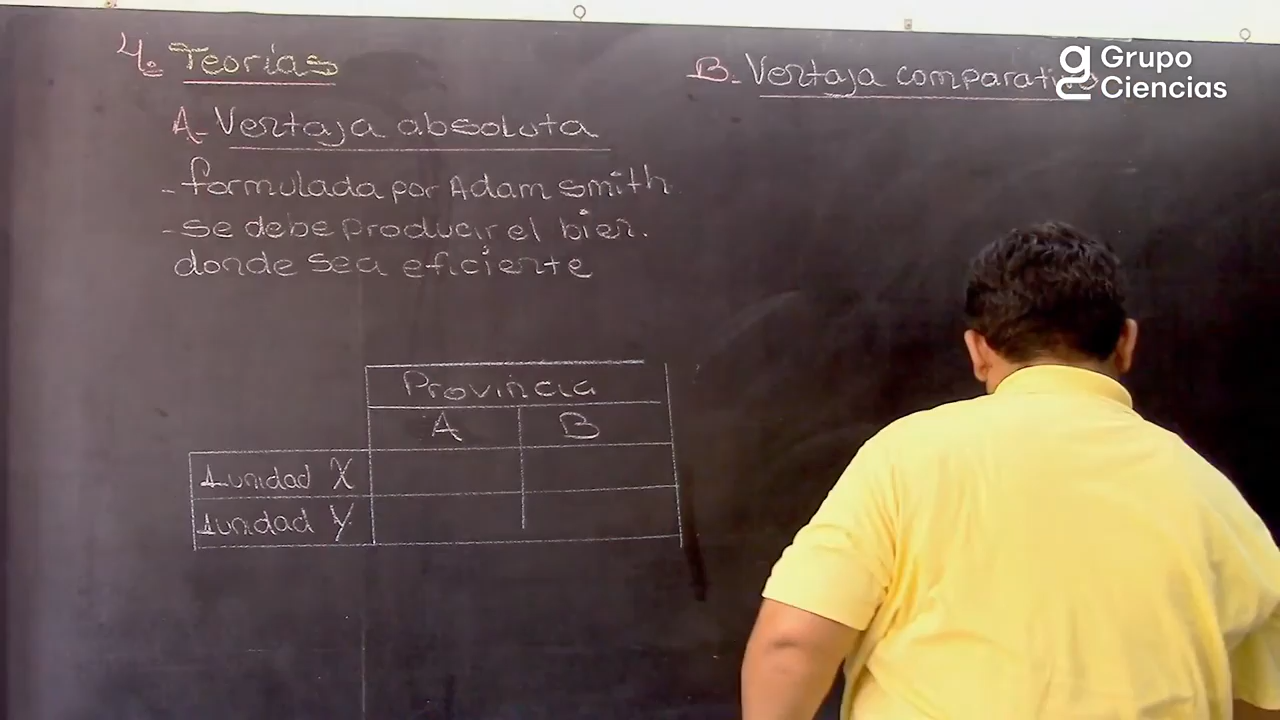 4. Teorías
A- Ventaja absoluta
-formulada por Adam smith
-se debe producir el bien.
donde sea eficiente
Provincia
A B
1 unidad X
1 unidad Y
B- Ventaja comparativa
Grupo
Ciencias